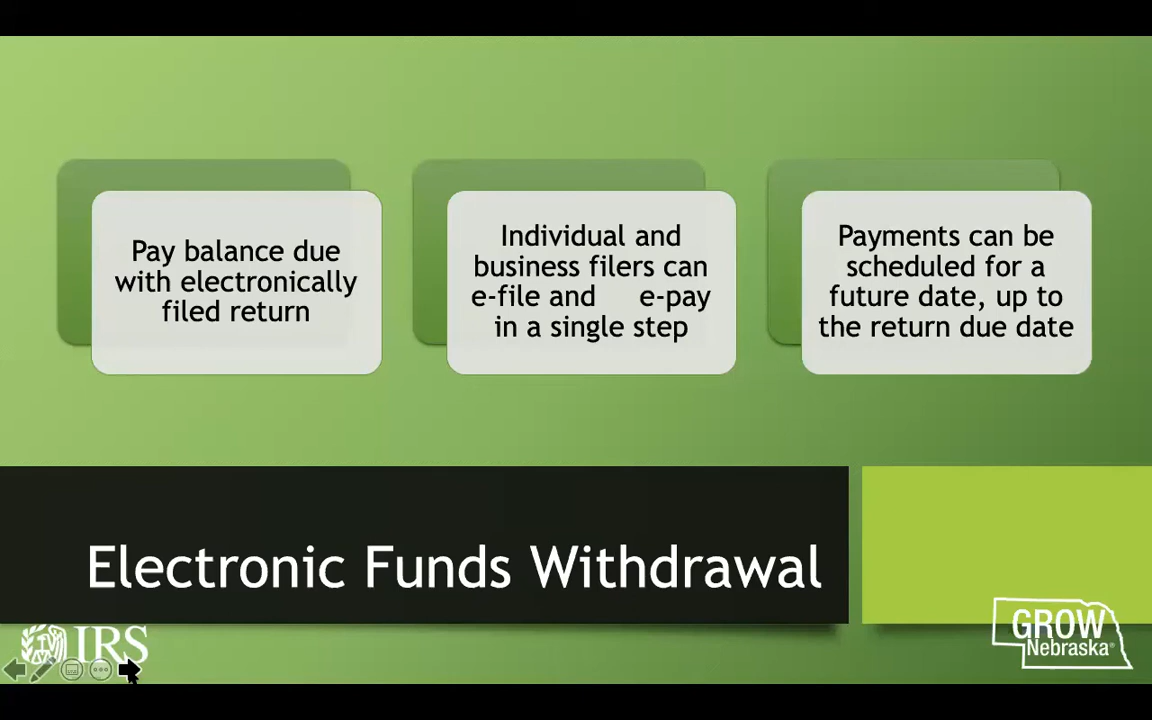 Pay balance due
with electronically
filed return
Individual and
business filers can
e-file and e-pay
in a single step
Payments can be
scheduled for a
future date, up to
the return due date
Electronic Funds Withdrawal
IRS
GROW
Nebraska®